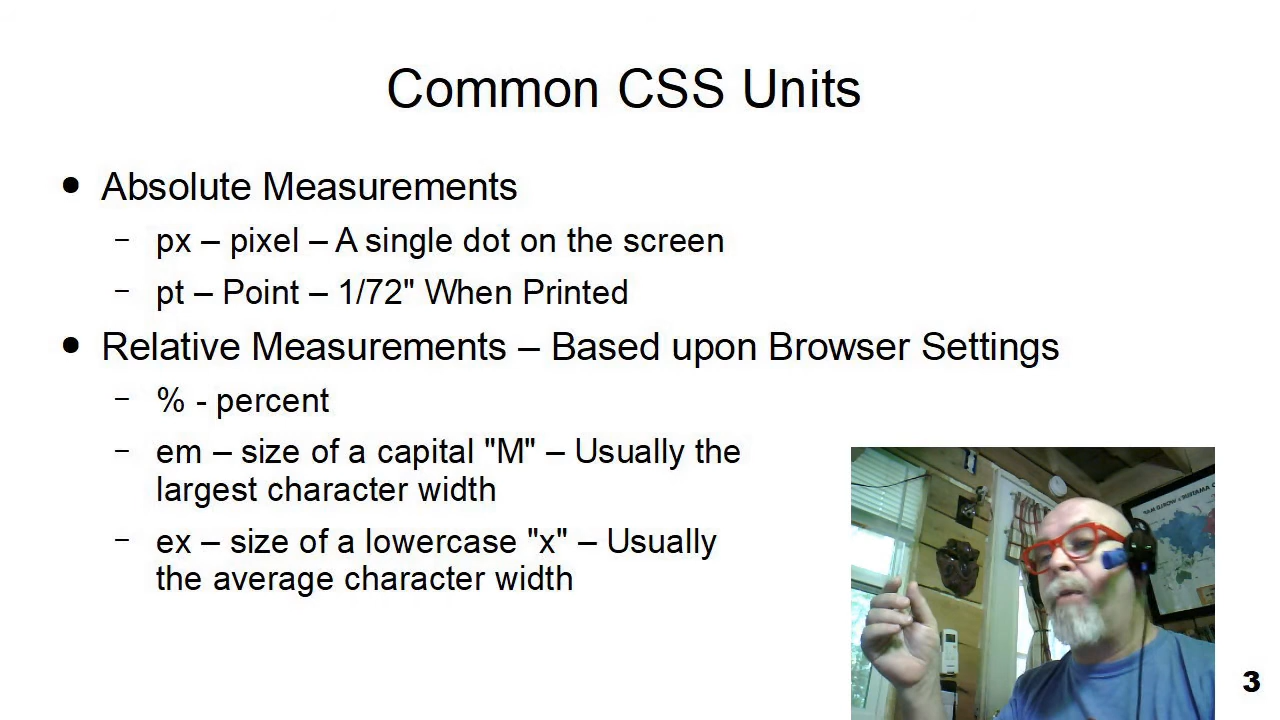 Common CSS Units
● Absolute Measurements
– px – pixel – A single dot on the screen
– pt – Point – 1/72" When Printed
● Relative Measurements – Based upon Browser Settings
– % - percent
– em – size of a capital "M" – Usually the
largest character width
– ex – size of a lowercase "x" – Usually
the average character width
3